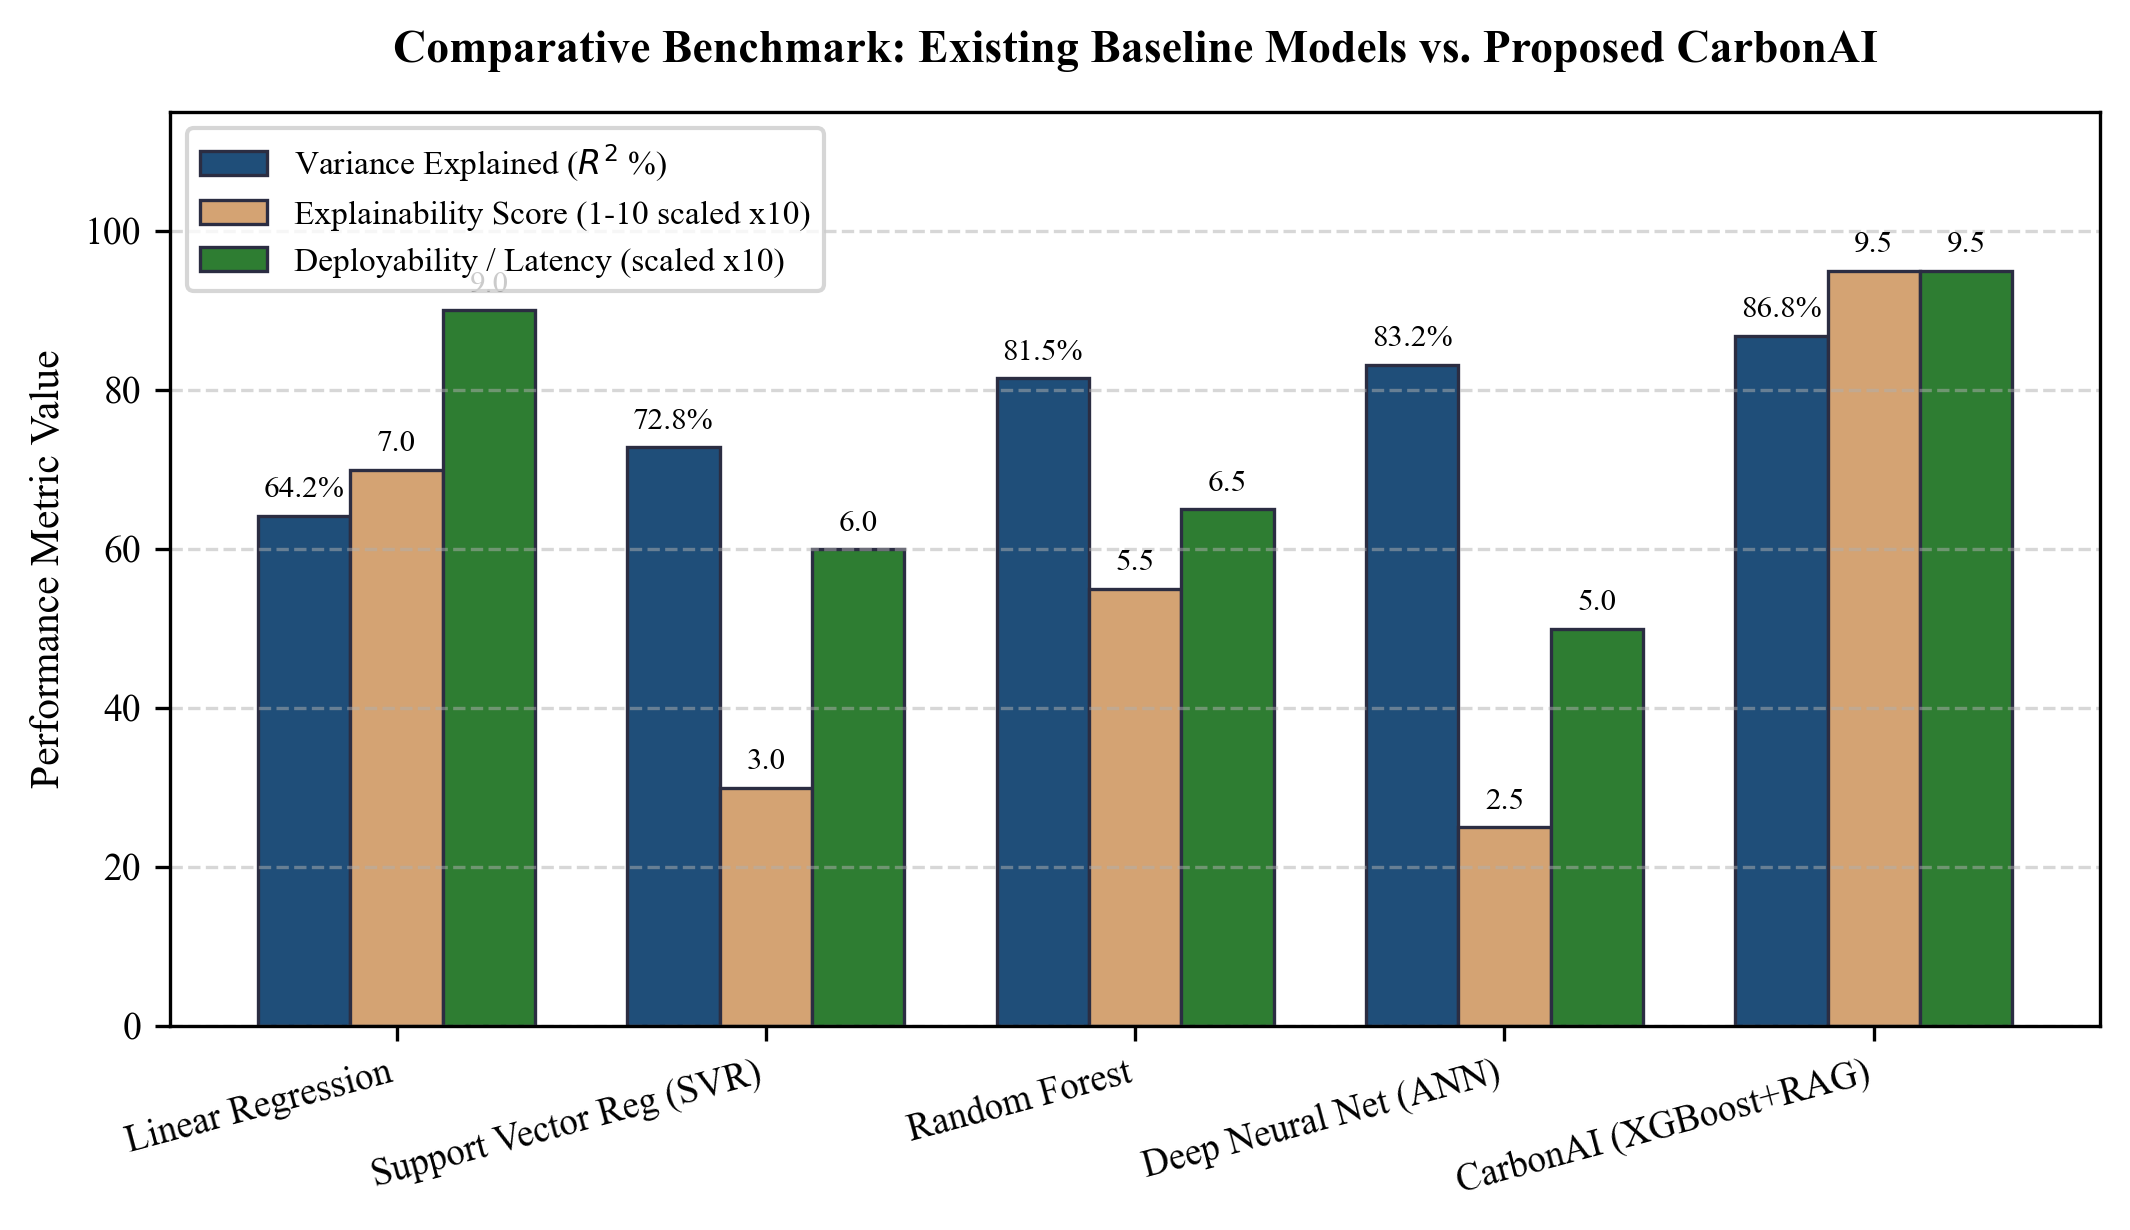 Comparative Benchmark: Existing Baseline Models vs. Proposed CarbonAI
Variance Explained (R² %)
Explainability Score (1-10 scaled x10)
Deployability / Latency (scaled x10)
Performance Metric Value
100
80
60
40
20
0
64.2%
7.0
9.0
72.8%
3.0
6.0
81.5%
5.5
6.5
83.2%
2.5
5.0
86.8%
9.5
9.5
Linear Regression
Support Vector Reg (SVR)
Random Forest
Deep Neural Net (ANN)
CarbonAI (XGBoost+RAG)